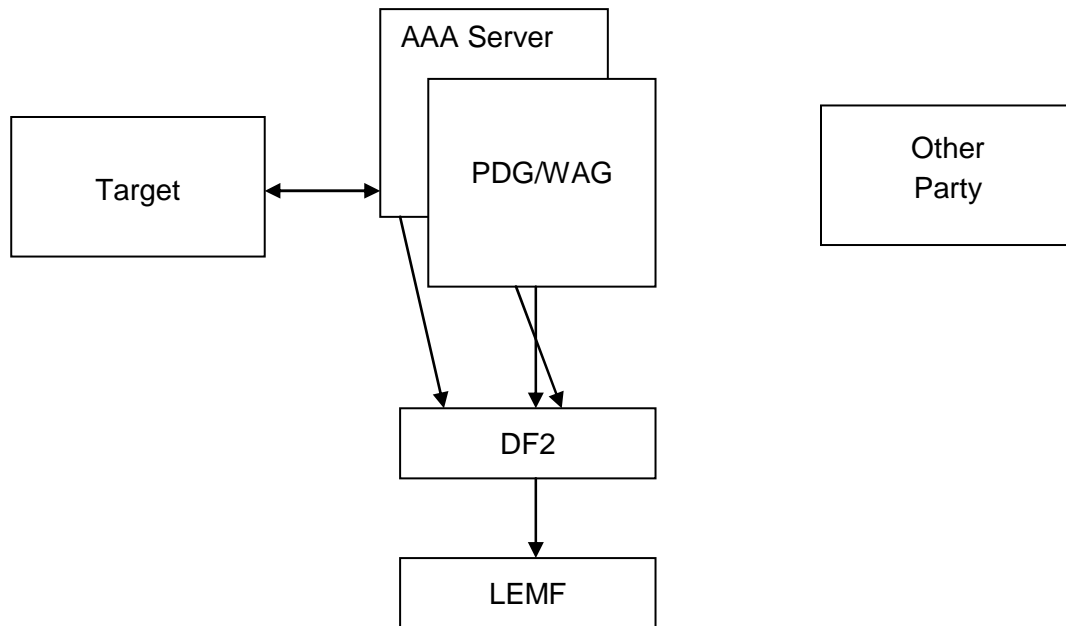 AAA Server
Target
PDG/WAG
Other
Party
DF2
LEMF